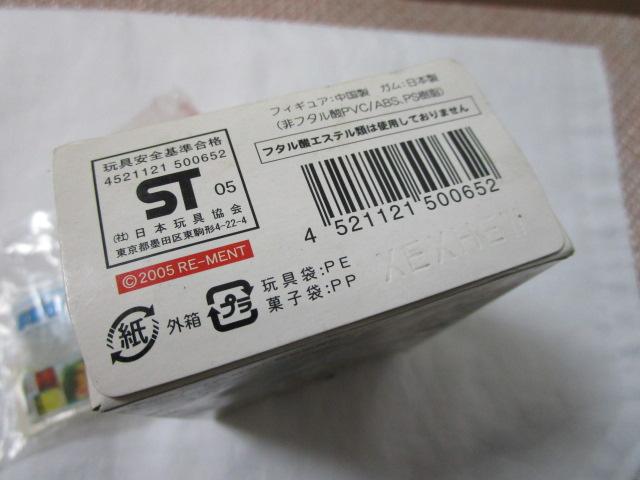 フィギュア:中国製 ガム:日本製
(非フタル酸PVC/ABS、PS樹脂)
フタル酸エステル類は使用しておりません
玩具安全基準合格
4521121 500652
ST 05
(社)日本玩具協会
東京都墨田区東駒形4-22-4
4 521121 500652
©2005 RE-MENT
紙 外箱
プラ 玩具袋:PE
菓子袋:PP